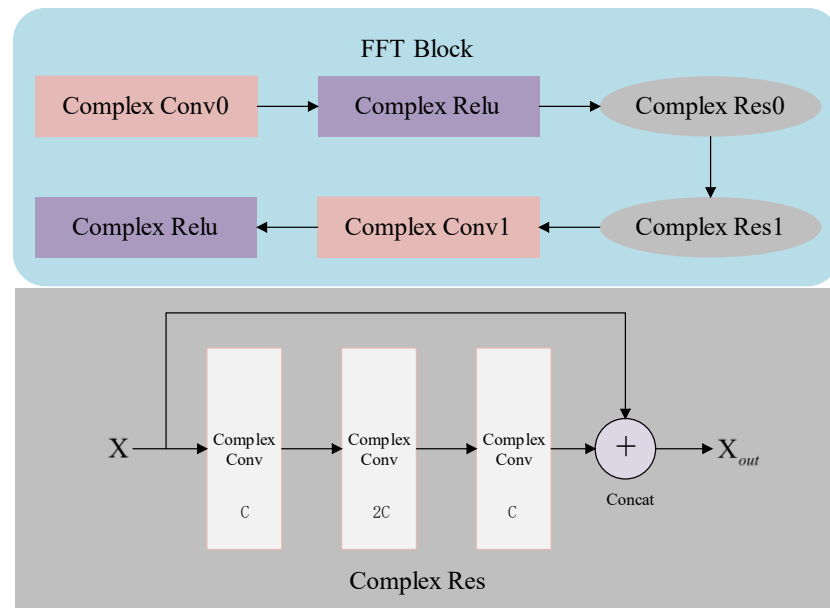 FFT Block
Complex Conv0
Complex Relu
Complex Res0
Complex Relu
Complex Conv1
Complex Res1
X
Complex
Conv
C
Complex
Conv
2C
Complex
Conv
C
+
Concat
Xout
Complex Res